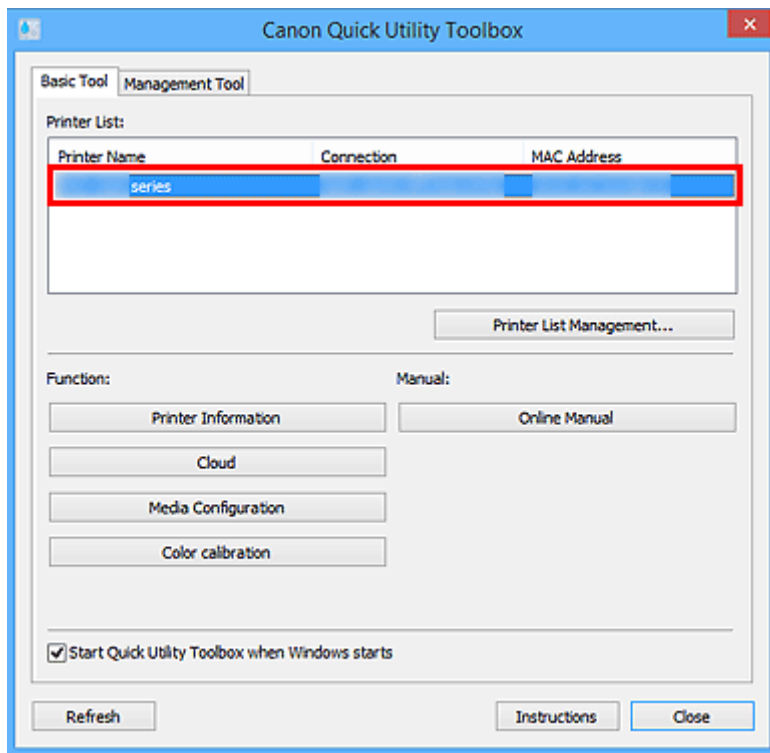 Canon Quick Utility Toolbox
Basic Tool Management Tool
Printer List:
Printer Name Connection MAC Address
series
Printer List Management...
Function: Manual:
Printer Information Online Manual
Cloud
Media Configuration
Color calibration
Start Quick Utility Toolbox when Windows starts
Refresh Instructions Close